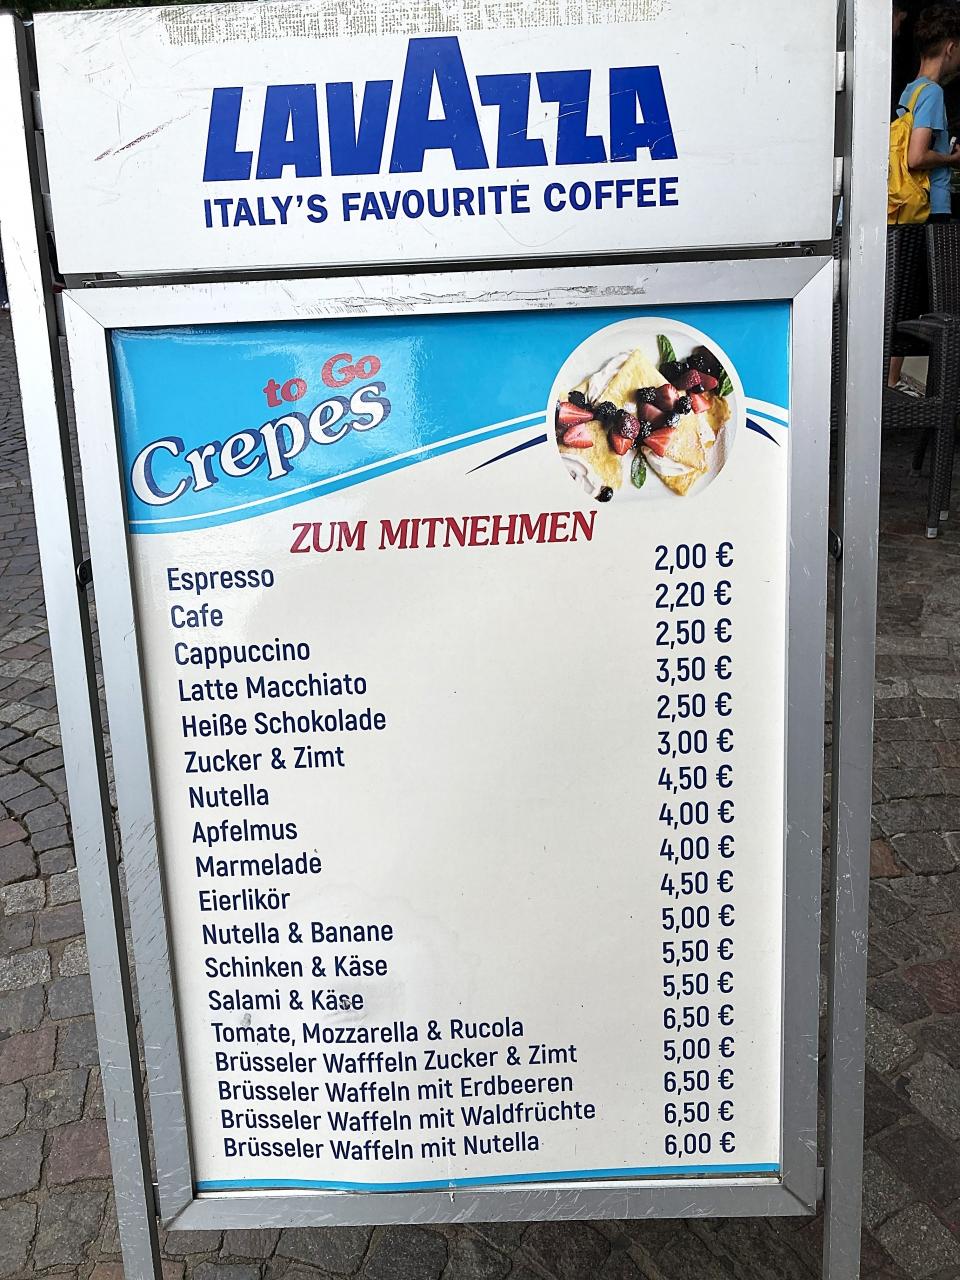 LAVAZZA
ITALY'S FAVOURITE COFFEE
to Go
Crepes
ZUM MITNEHMEN
Espresso 2,00 €
Cafe 2,20 €
Cappuccino 2,50 €
Latte Macchiato 3,50 €
Heiße Schokolade 2,50 €
Zucker & Zimt 3,00 €
Nutella 4,50 €
Apfelmus 4,00 €
Marmelade 4,00 €
Eierlikör 4,50 €
Nutella & Banane 5,00 €
Schinken & Käse 5,50 €
Salami & Käse 5,50 €
Tomate, Mozzarella & Rucola 6,50 €
Brüsseler Wafffeln Zucker & Zimt 5,00 €
Brüsseler Waffeln mit Erdbeeren 6,50 €
Brüsseler Waffeln mit Waldfrüchte 6,50 €
Brüsseler Waffeln mit Nutella 6,00 €